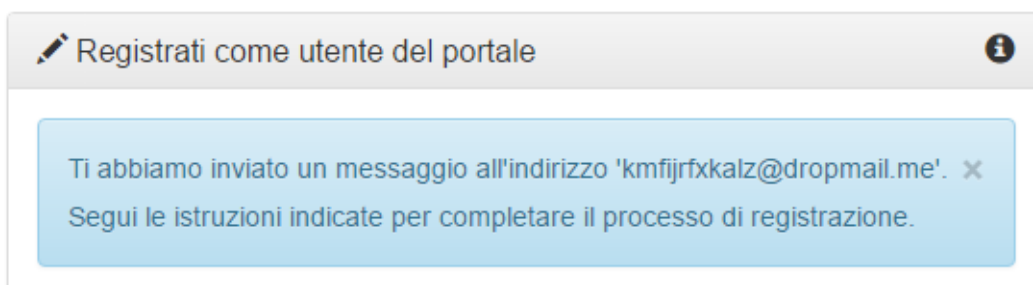 Registrati come utente del portale
Ti abbiamo inviato un messaggio all'indirizzo 'kmfijrfxkalz@dropmail.me'. ×
Segui le istruzioni indicate per completare il processo di registrazione.